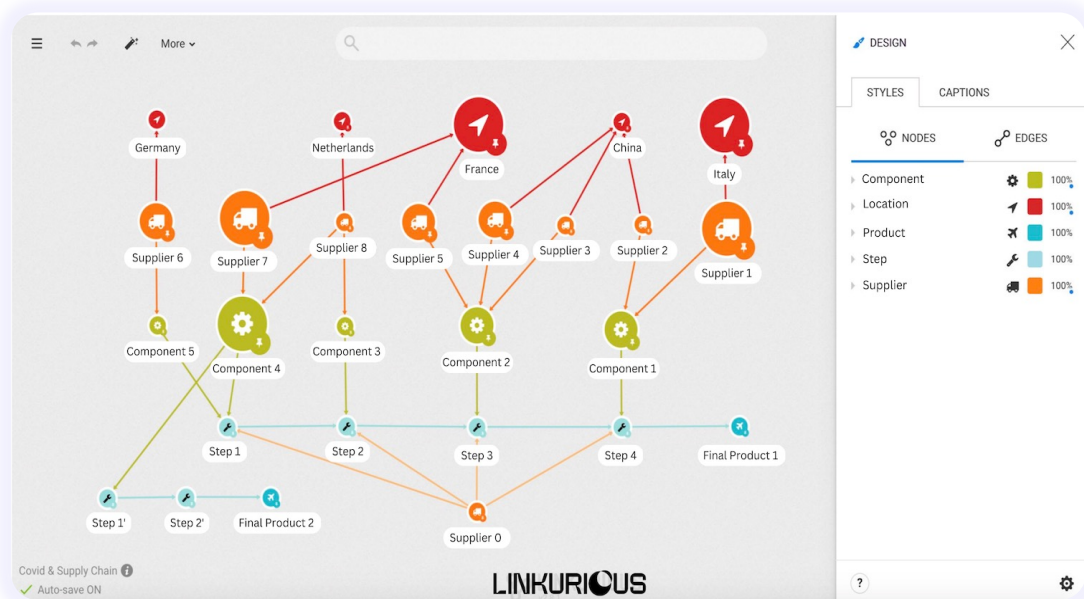 More
DESIGN
STYLES
CAPTIONS
NODES
EDGES
Component
100%
Location
100%
Product
100%
Step
100%
Supplier
100%
Germany
Netherlands
France
China
Italy
Supplier 6
Supplier 7
Supplier 8
Supplier 5
Supplier 4
Supplier 3
Supplier 2
Supplier 1
Component 5
Component 4
Component 3
Component 2
Component 1
Step 1
Step 2
Step 3
Step 4
Final Product 1
Step 1'
Step 2'
Final Product 2
Supplier 0
Covid & Supply Chain
Auto-save ON
LINKURIOUS
?